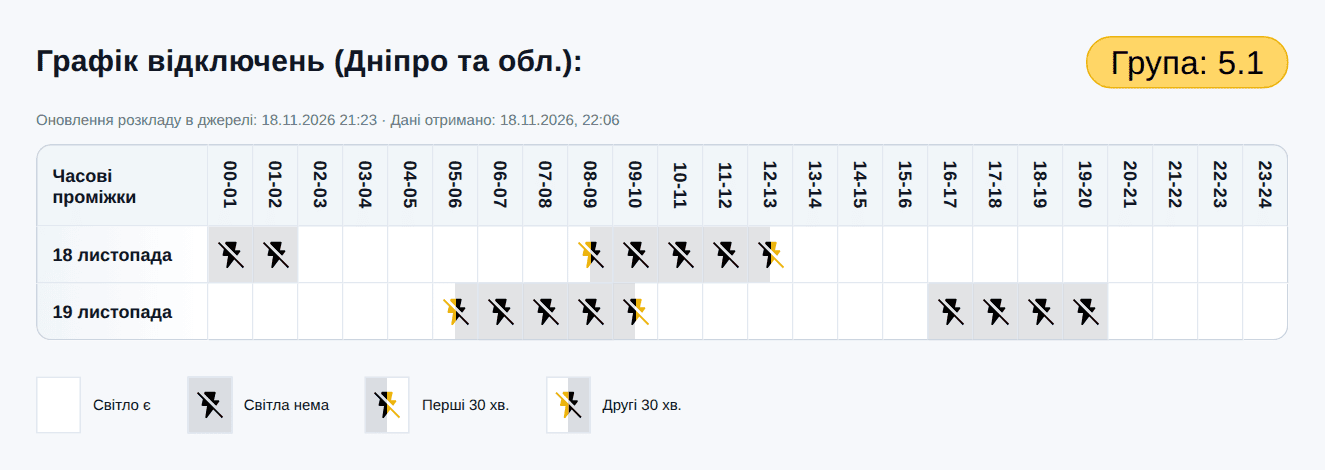 Графік відключень (Дніпро та обл.):
Група: 5.1
Оновлення розкладу в джерелі: 18.11.2026 21:23 · Дані отримано: 18.11.2026, 22:06
Часові
проміжки
00-01 01-02 02-03 03-04 04-05 05-06 06-07 07-08 08-09 09-10 10-11 11-12 12-13 13-14 14-15 15-16 16-17 17-18 18-19 19-20 20-21 21-22 22-23 23-24
18 листопада
19 листопада
Світло є Світла нема Перші 30 хв. Другі 30 хв.